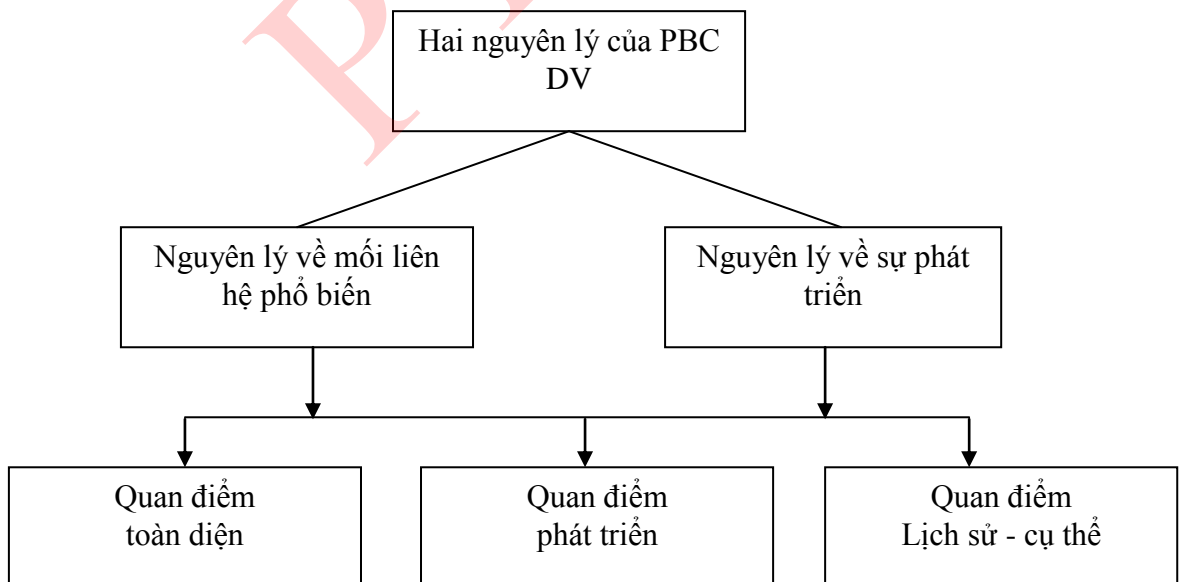 Hai nguyên lý của PBC
DV
Nguyên lý về mối liên
hệ phổ biến
Nguyên lý về sự phát
triển
Quan điểm
toàn diện
Quan điểm
phát triển
Quan điểm
Lịch sử - cụ thể